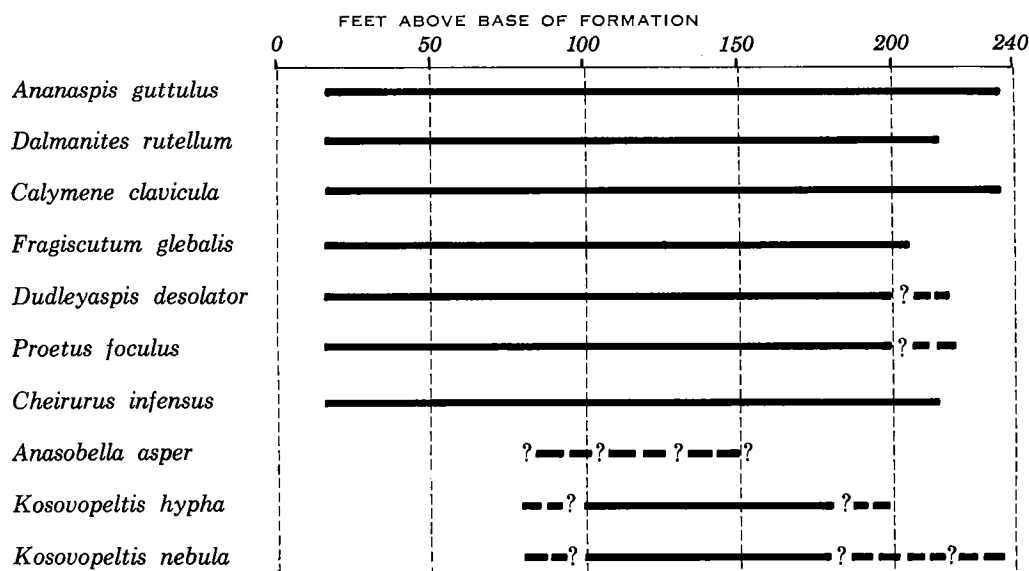 FEET ABOVE BASE OF FORMATION
0 50 100 150 200 240
Ananaspis guttulus
Dalmanites rutellum
Calymene clavicula
Fragiscutum glebalis
Dudleyaspis desolator ?
Proetus foculus ?
Cheirurus infensus
Anasobella asper ? ? ? ?
Kosovopeltis hypha ? ?
Kosovopeltis nebula ? ? ?